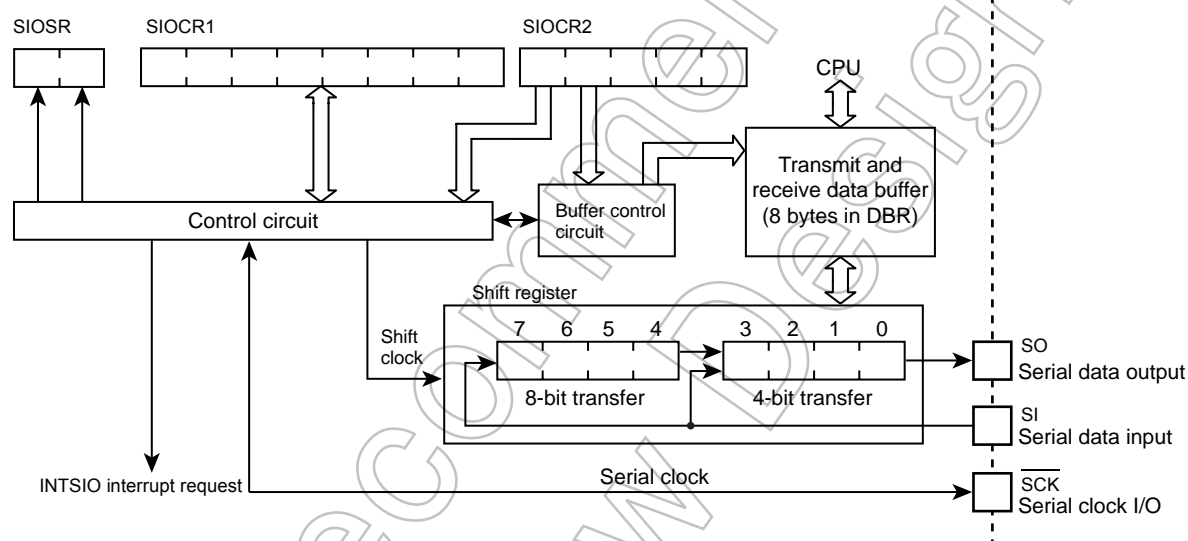 SIOSR
SIOCR1
SIOCR2
CPU
Transmit and
receive data buffer
(8 bytes in DBR)
Control circuit
Buffer control
circuit
Shift register
7 6 5 4 3 2 1 0
Shift
clock
8-bit transfer
4-bit transfer
SO
Serial data output
SI
Serial data input
INTSIO interrupt request
Serial clock
SCK
Serial clock I/O